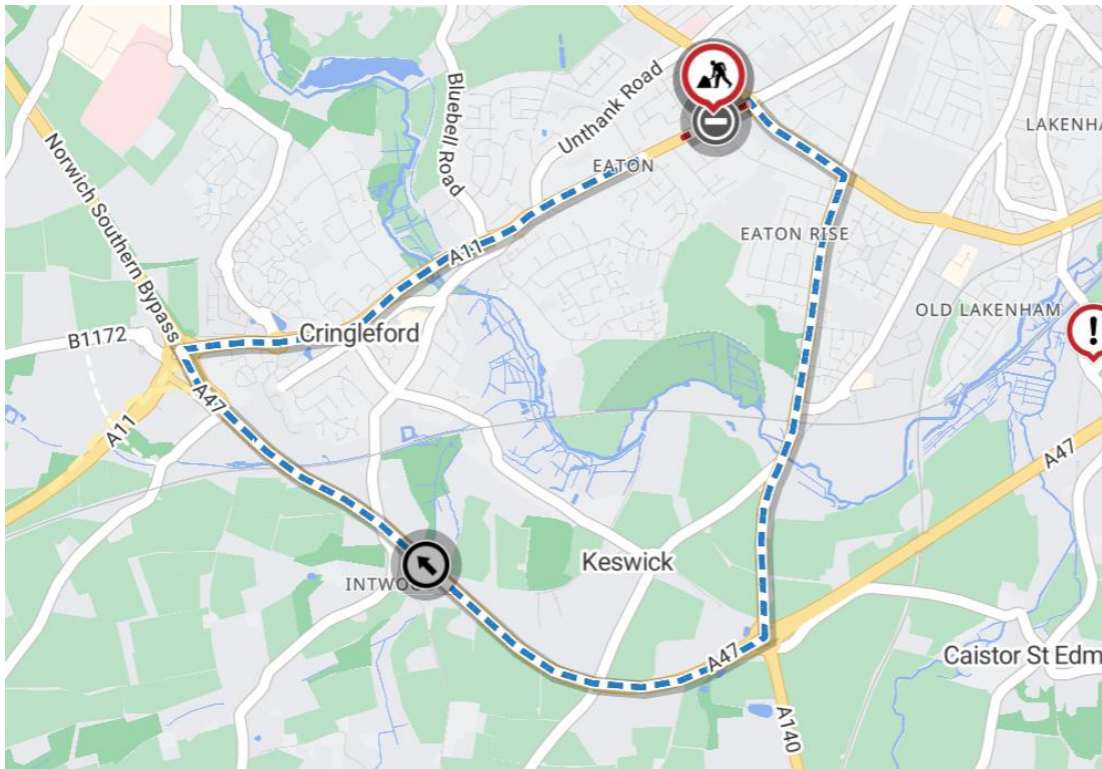 Unthank Road
Bluebell Road
LAKENHA
EATON
Norwich Southern Bypass
EATON RISE
A11
OLD LAKENHAM
B1172
Cringleford
!
A47
A11
A47
Keswick
INTWO
A47
Caistor St Edm
A140